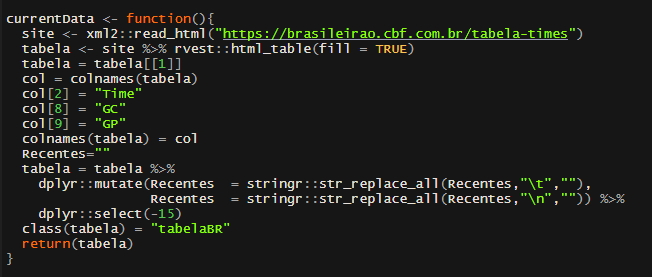 currentData <- function(){
  site <- xml2::read_html("https://brasileirao.cbf.com.br/tabela-times")
  tabela <- site %>% rvest::html_table(fill = TRUE)
  tabela = tabela[[1]]
  col = colnames(tabela)
  col[2] = "Time"
  col[8] = "GC"
  col[9] = "GP"
  colnames(tabela) = col
  Recentes=""
  tabela = tabela %>%
    dplyr::mutate(Recentes  = stringr::str_replace_all(Recentes,"\t",""),
                  Recentes  = stringr::str_replace_all(Recentes,"\n","")) %>%
    dplyr::select(-15)
  class(tabela) = "tabelaBR"
  return(tabela)
}